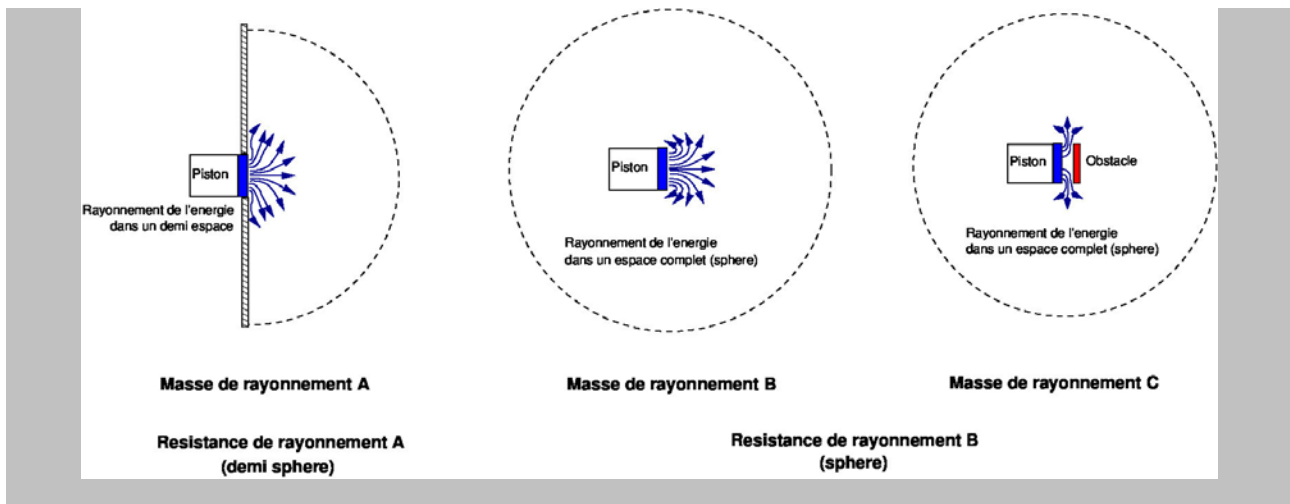 Piston
Rayonnement de l'energie
dans un demi espace
Masse de rayonnement A
Resistance de rayonnement A
(demi sphere)
Piston
Rayonnement de l'energie
dans un espace complet (sphere)
Masse de rayonnement B
Piston
Obstacle
Rayonnement de l'energie
dans un espace complet (sphere)
Masse de rayonnement C
Resistance de rayonnement B
(sphere)